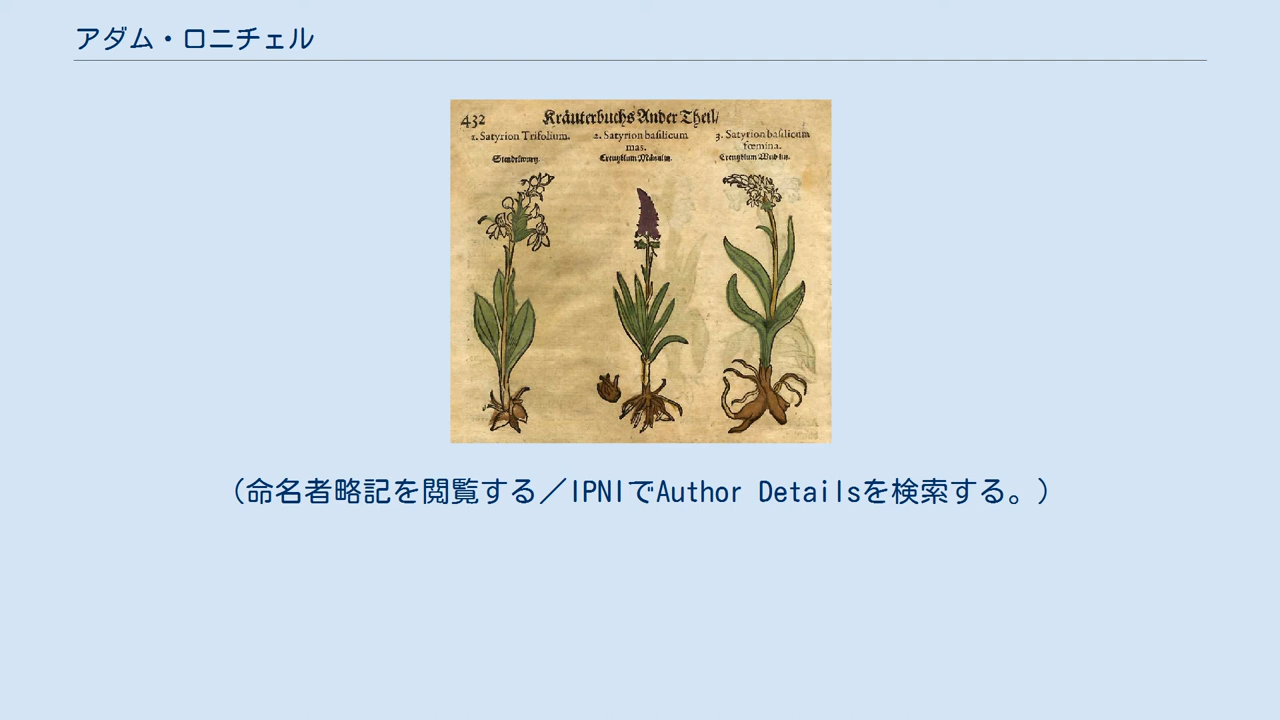 アダム・ロニチェル
432 Kräuterbuchs Ander Theil/
1. Satyrion Trifolium. 2. Satyrion basilicum 3. Satyrion basilicum
mas. fœmina.
(命名者略記を閲覧する/IPNIでAuthor Detailsを検索する。)